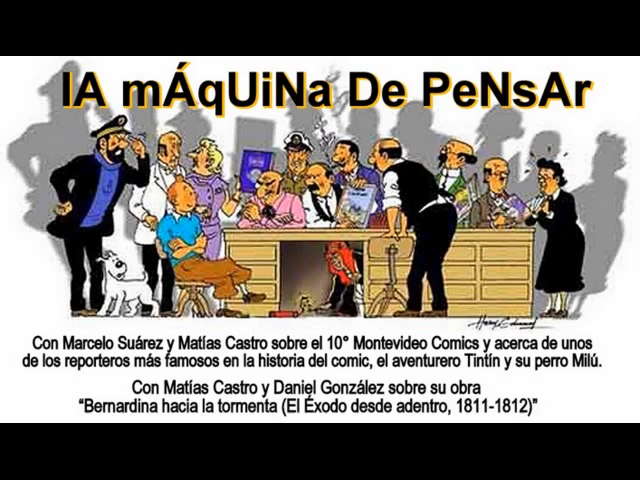 lA mÁqUiNa De PeNsAr
Con Marcelo Suárez y Matías Castro sobre el 10° Montevideo Comics y acerca de unos
de los reporteros más famosos en la historia del comic, el aventurero Tintín y su perro Milú.
Con Matías Castro y Daniel González sobre su obra
“Bernardina hacia la tormenta (El Éxodo desde adentro, 1811-1812)”